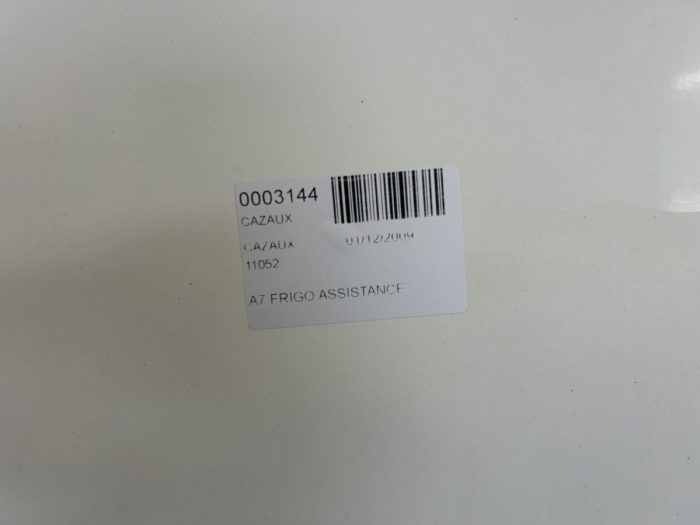 0003144
CAZAUX
CAZAUX 01/12/2009
11052
A7 FRIGO ASSISTANCE